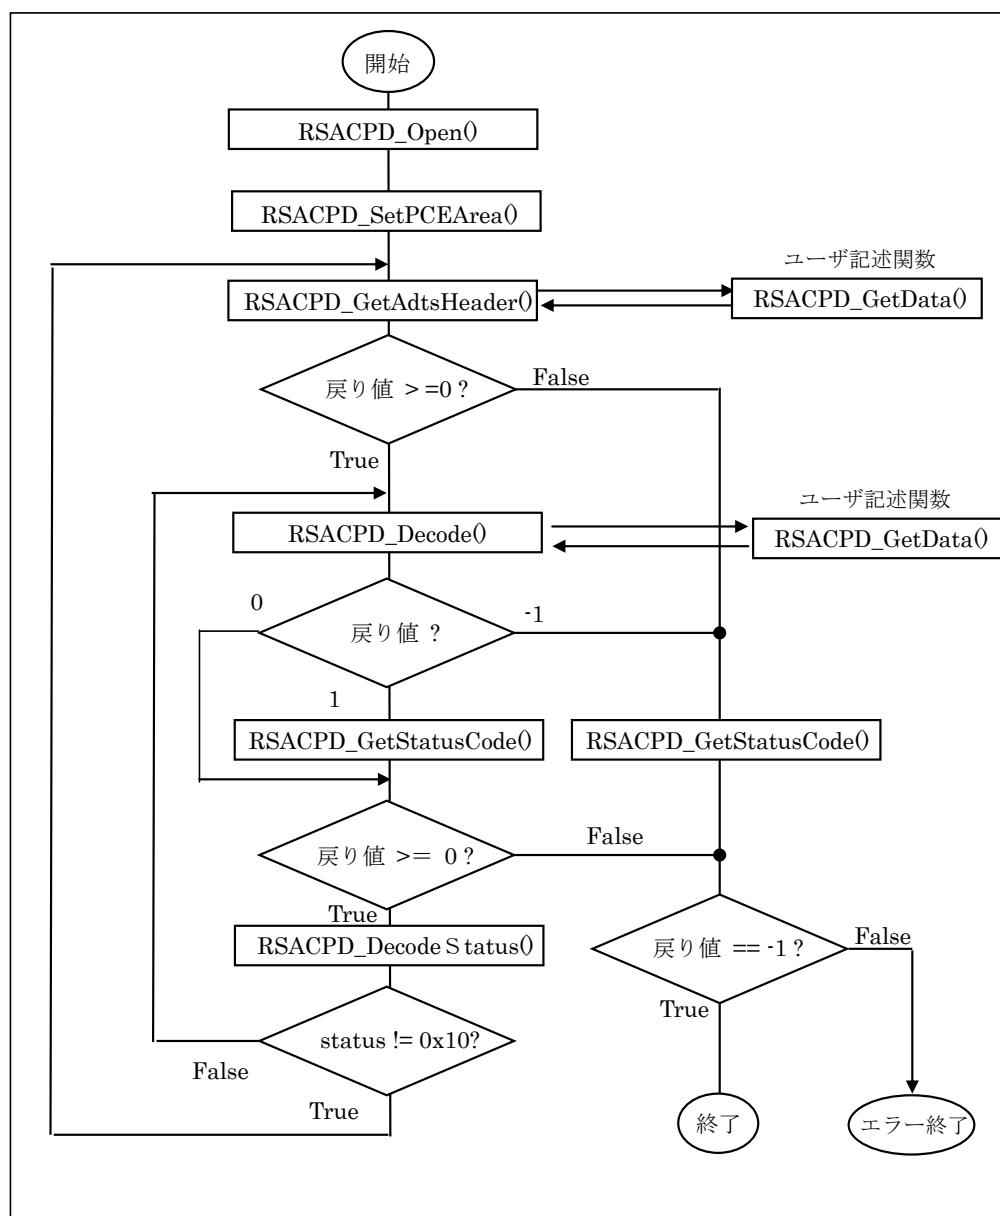 開始
RSACPD_Open()
RSACPD_SetPCEArea()
ユーザ記述関数
RSACPD_GetAdtsHeader()
RSACPD_GetData()
戻り値 > =0 ?
False
True
ユーザ記述関数
RSACPD_Decode()
RSACPD_GetData()
0
戻り値 ?
-1
1
RSACPD_GetStatusCode()
RSACPD_GetStatusCode()
戻り値 >= 0 ?
False
True
RSACPD_DecodeStatus()
戻り値 == -1 ?
False
True
status != 0x10?
False
True
終了
エラー終了